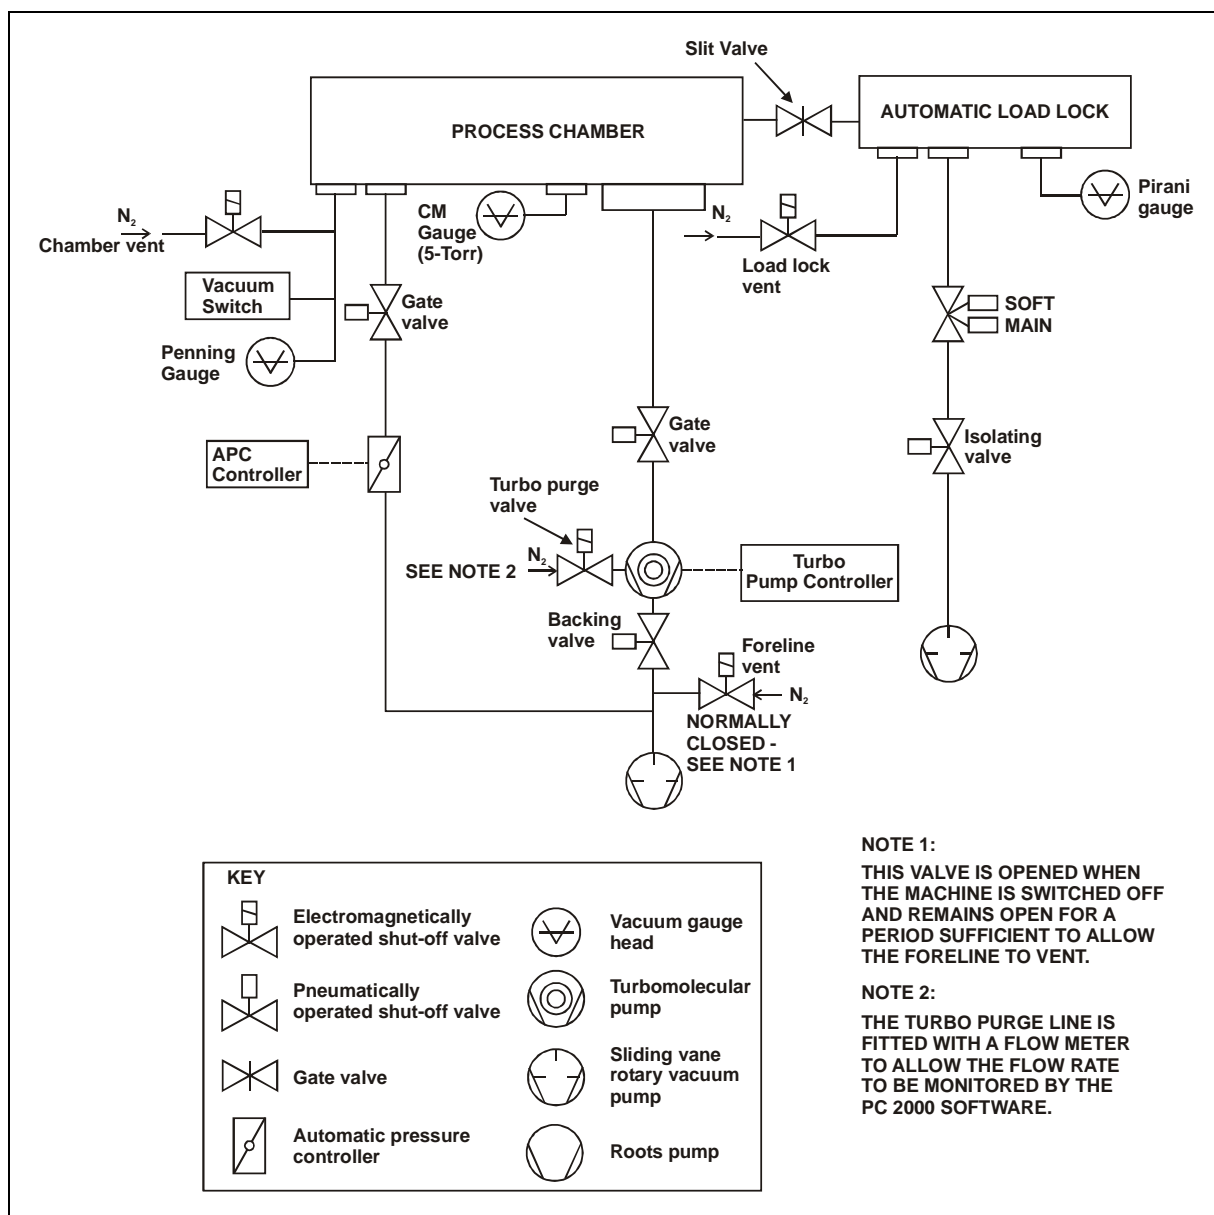 Slit Valve
PROCESS CHAMBER
AUTOMATIC LOAD LOCK
N₂
Chamber vent
CM
Gauge
(5-Torr)
N₂
Load lock
vent
Pirani
gauge
Vacuum
Switch
Gate
valve
SOFT
MAIN
Penning
Gauge
Gate
valve
Isolating
valve
APC
Controller
Turbo purge
valve
SEE NOTE 2
N₂
Turbo
Pump Controller
Backing
valve
Foreline
vent
N₂
NORMALLY
CLOSED -
SEE NOTE 1
KEY
Electromagnetically
operated shut-off valve
Pneumatically
operated shut-off valve
Gate valve
Automatic pressure
controller
Vacuum gauge
head
Turbomolecular
pump
Sliding vane
rotary vacuum
pump
Roots pump
NOTE 1:
THIS VALVE IS OPENED WHEN
THE MACHINE IS SWITCHED OFF
AND REMAINS OPEN FOR A
PERIOD SUFFICIENT TO ALLOW
THE FORELINE TO VENT.
NOTE 2:
THE TURBO PURGE LINE IS
FITTED WITH A FLOW METER
TO ALLOW THE FLOW RATE
TO BE MONITORED BY THE
PC 2000 SOFTWARE.